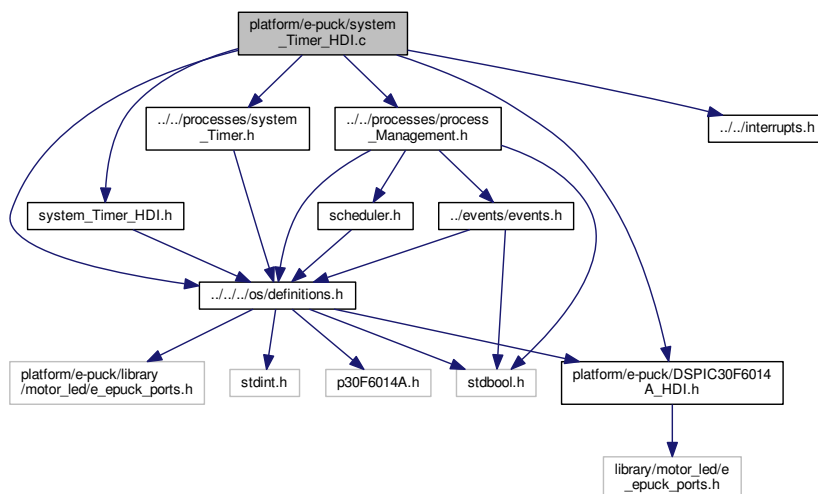 platform/e-puck/system
_Timer_HDI.c
../../processes/system
_Timer.h
../../processes/process
_Management.h
../../interrupts.h
system_Timer_HDI.h
scheduler.h
../events/events.h
../../../os/definitions.h
platform/e-puck/library
/motor_led/e_epuck_ports.h
stdint.h
p30F6014A.h
stdbool.h
platform/e-puck/DSPIC30F6014
A_HDI.h
library/motor_led/e
_epuck_ports.h